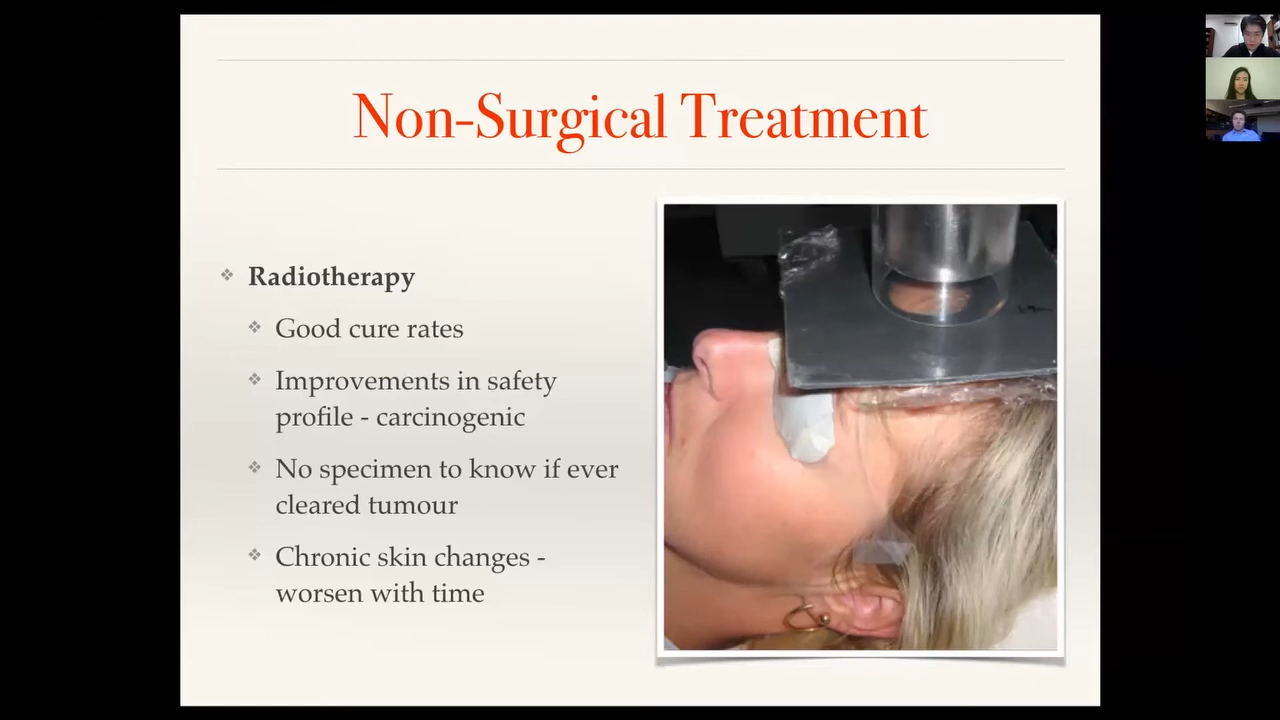 Non-Surgical Treatment
Radiotherapy
Good cure rates
Improvements in safety
profile - carcinogenic
No specimen to know if ever
cleared tumour
Chronic skin changes -
worsen with time